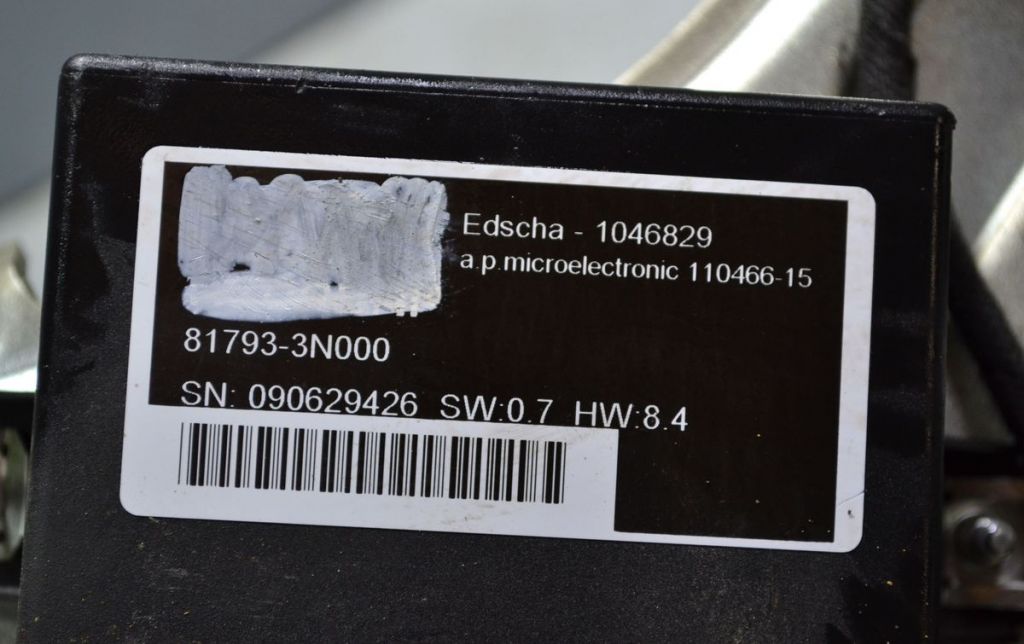 Edscha - 1046829
a.p.microelectronic 110466-15
81793-3N000
SN: 090629426 SW:0.7 HW:8.4